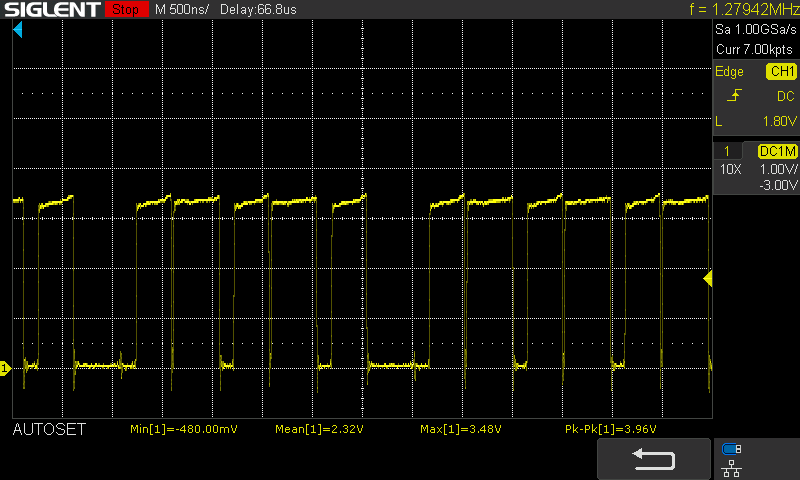 SIGLENT Stop M 500ns/ Delay:66.8us f = 1.27942MHz
Sa 1.00GSa/s
Curr 7.00kpts
Edge CH1
DC
L 1.80V
1 DC1M
10X 1.00V/
-3.00V
1
AUTOSET Min[1]=-480.00mV Mean[1]=2.32V Max[1]=3.48V Pk-Pk[1]=3.96V